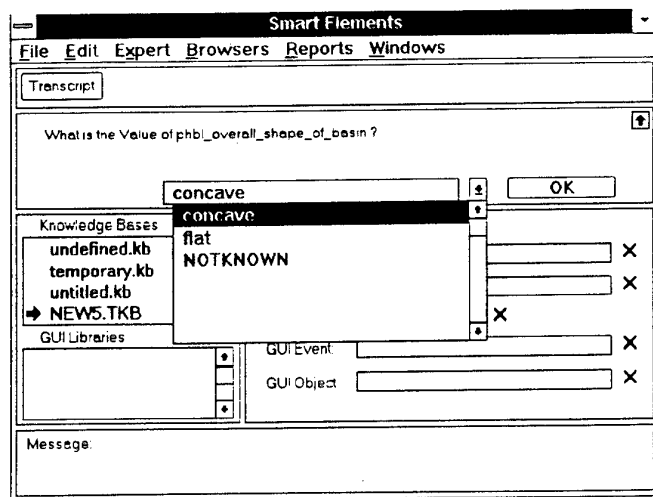 Smart Elements
File Edit Expert Browsers Reports Windows
Transcript
What is the Value of phbl_overall_shape_of_basin ?
concave
OK
concave
flat
NOTKNOWN
Knowledge Bases
undefined.kb
temporary.kb
untitled.kb
NEW5.TKB
GUI Libraries
GUI Event:
GUI Object
Message: